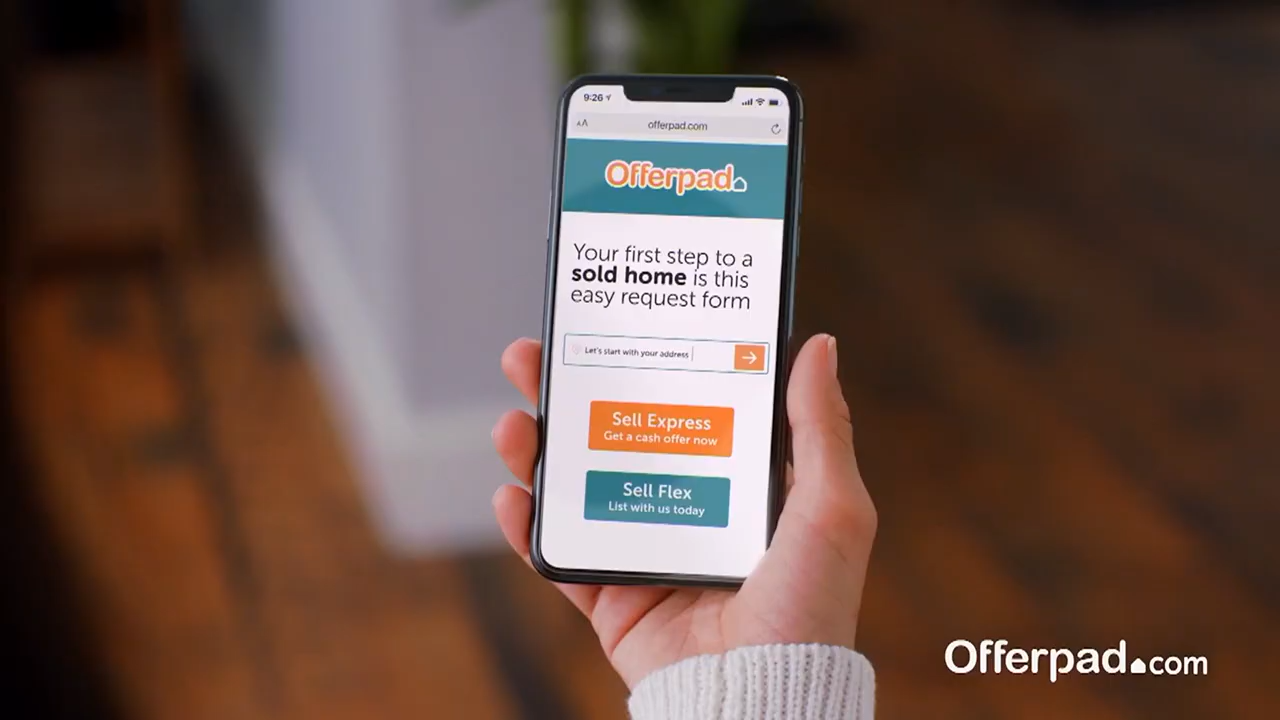 9:26
AA
offerpad.com
Offerpad
Your first step to a
sold home is this
easy request form
Let's start with your address
Sell Express
Get a cash offer now
Sell Flex
List with us today
Offerpad.com